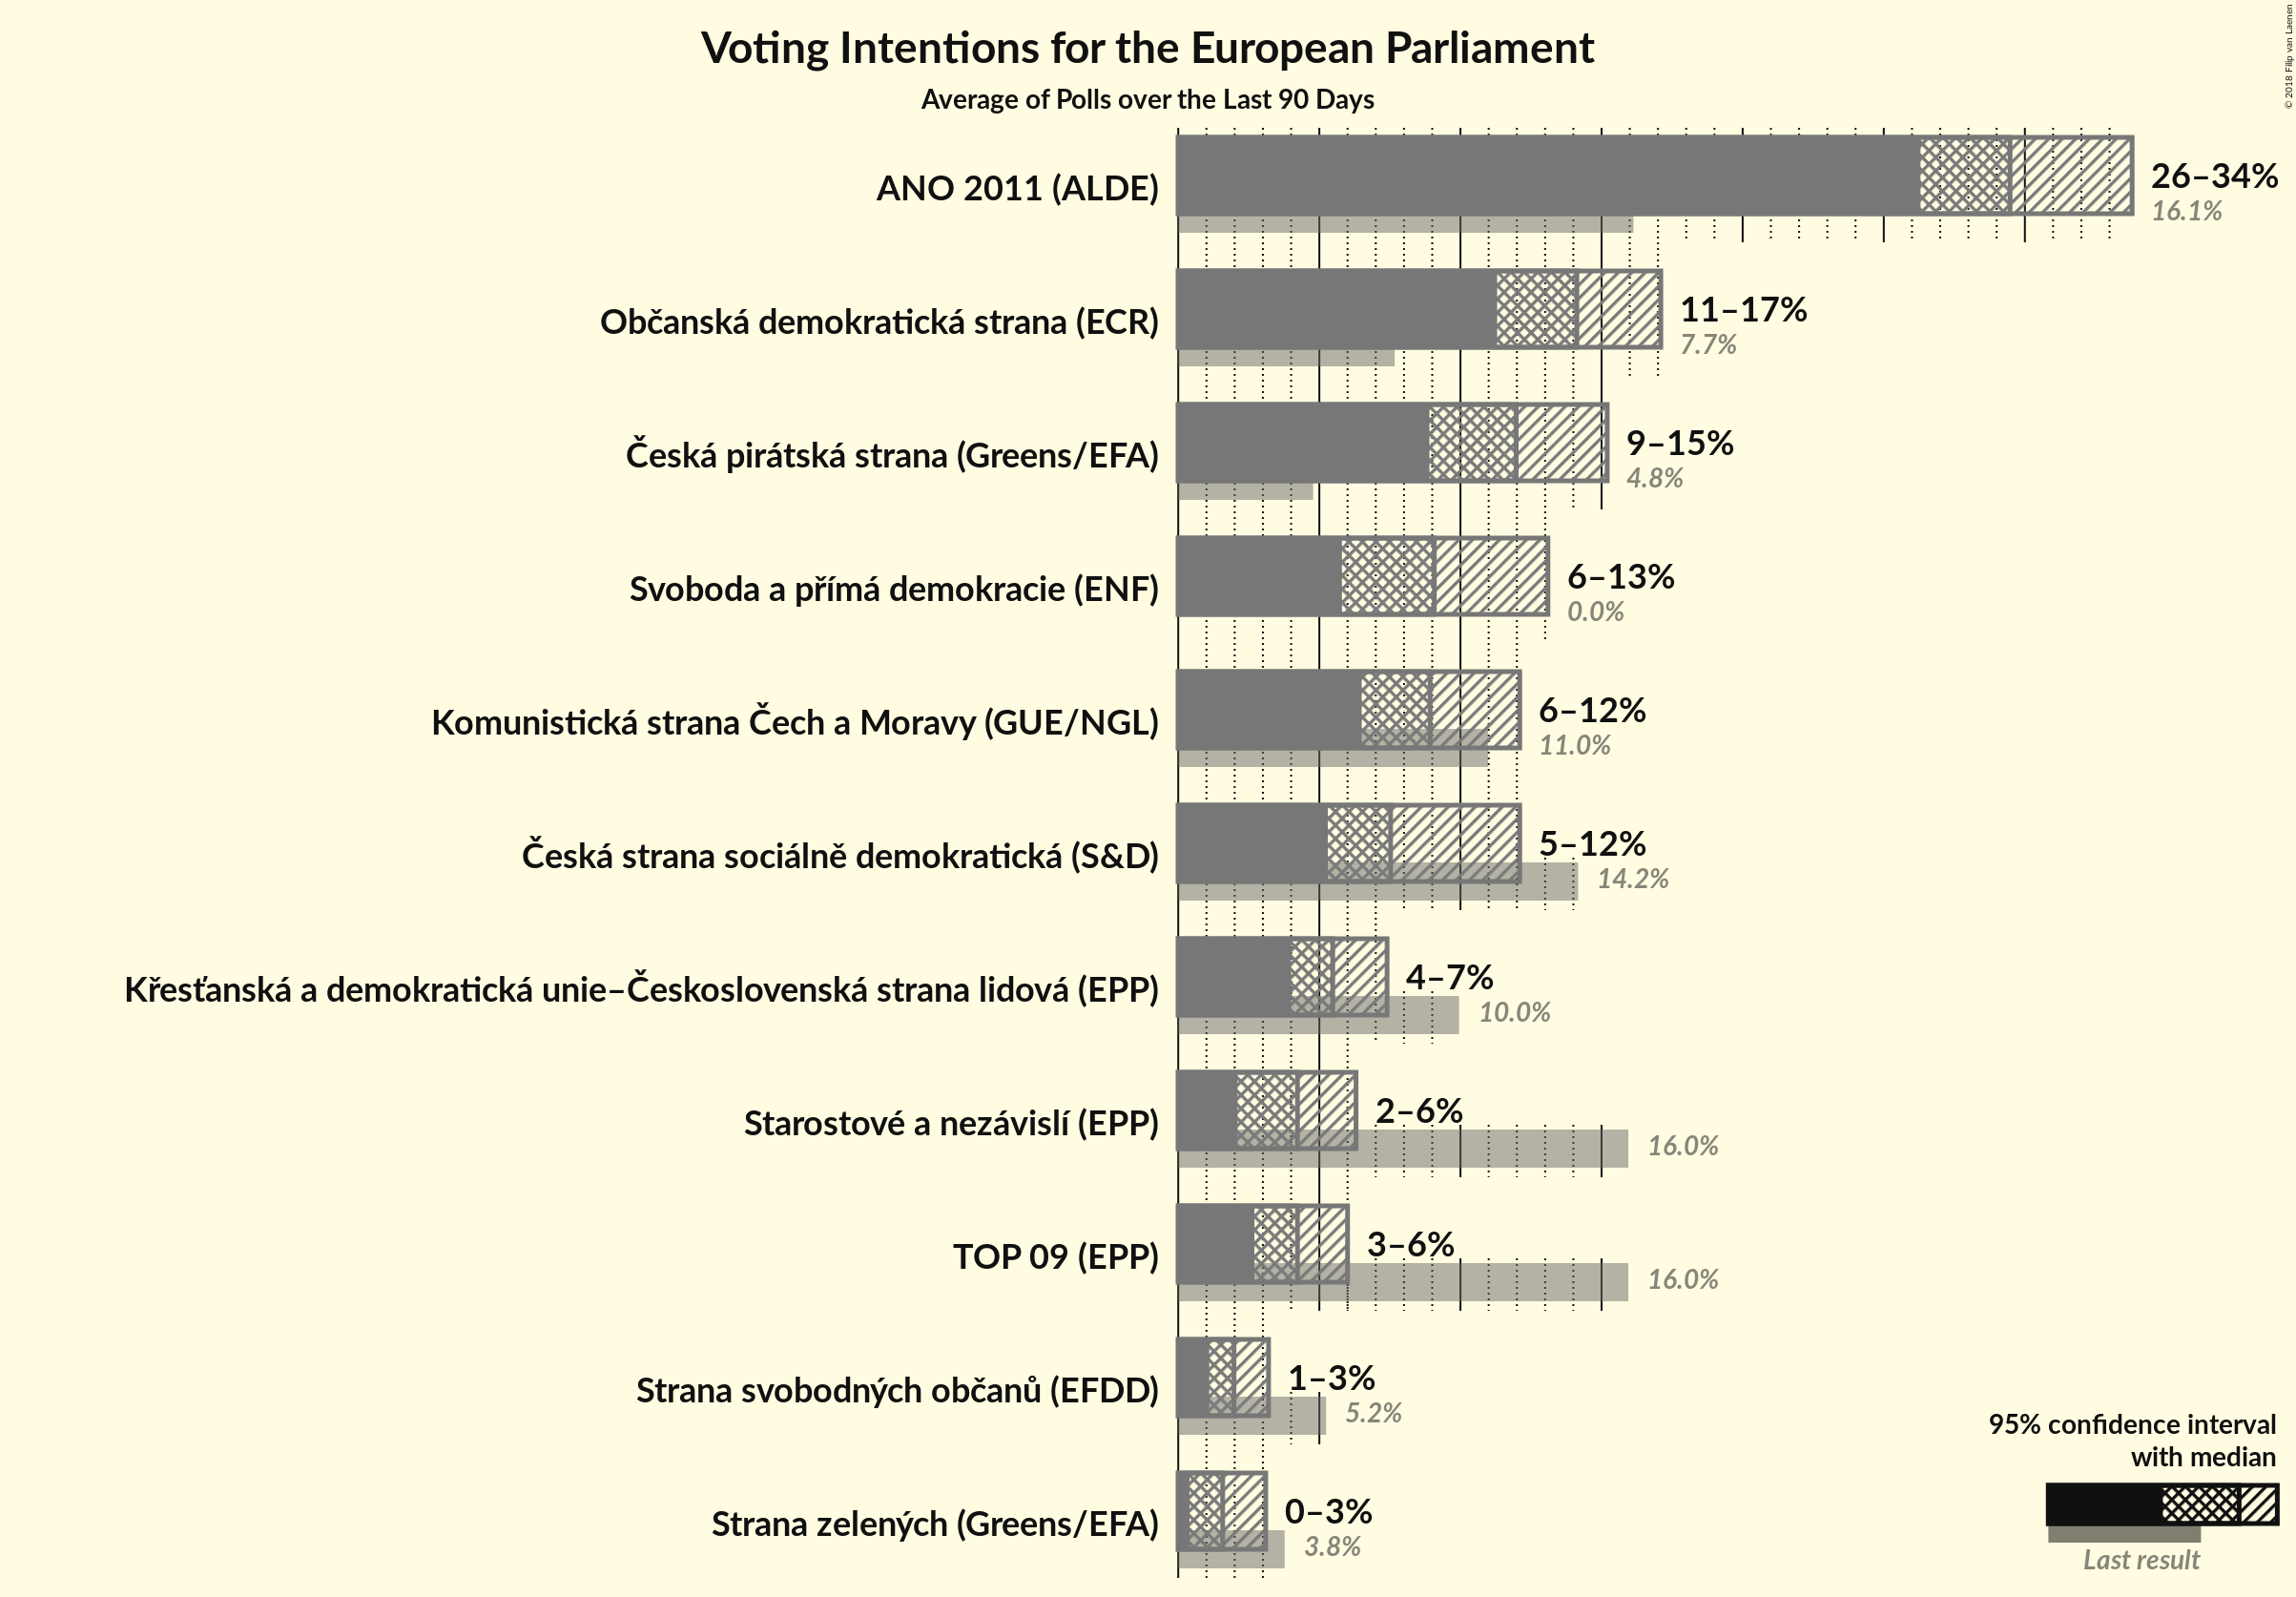 Voting Intentions for the European Parliament
Average of Polls over the Last 90 Days
© 2018 Filip van Laenen
ANO 2011 (ALDE)
26–34%
16.1%
Občanská demokratická strana (ECR)
11–17%
7.7%
Česká pirátská strana (Greens/EFA)
9–15%
4.8%
Svoboda a přímá demokracie (ENF)
6–13%
0.0%
Komunistická strana Čech a Moravy (GUE/NGL)
6–12%
11.0%
Česká strana sociálně demokratická (S&D)
5–12%
14.2%
Křesťanská a demokratická unie–Československá strana lidová (EPP)
4–7%
10.0%
Starostové a nezávislí (EPP)
2–6%
16.0%
TOP 09 (EPP)
3–6%
16.0%
Strana svobodných občanů (EFDD)
1–3%
5.2%
Strana zelených (Greens/EFA)
0–3%
3.8%
95% confidence interval
with median
Last result